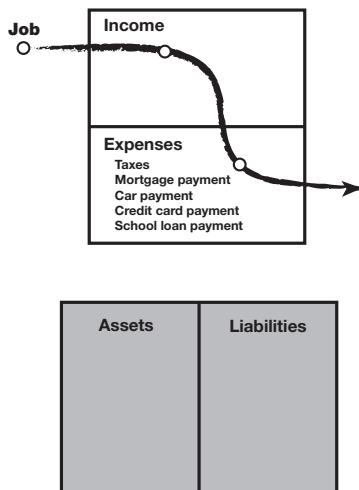 Job
Income
Expenses
Taxes
Mortgage payment
Car payment
Credit card payment
School loan payment
Assets
Liabilities